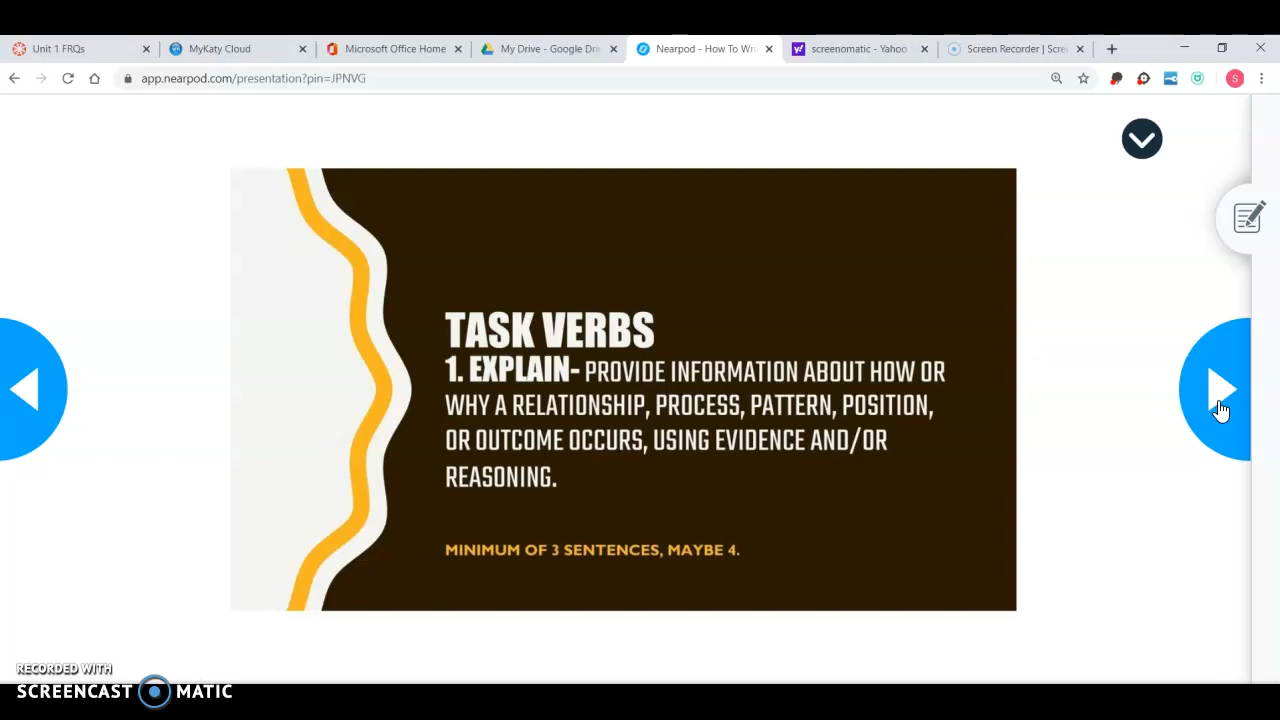 Unit 1 FRQs
MyKaty Cloud
Microsoft Office Home
My Drive - Google Dri
Nearpod - How To Wr
screenomatic - Yahoo
Screen Recorder | Scre
app.nearpod.com/presentation?pin=JPNVG
S
TASK VERBS
1. EXPLAIN- PROVIDE INFORMATION ABOUT HOW OR
WHY A RELATIONSHIP, PROCESS, PATTERN, POSITION,
OR OUTCOME OCCURS, USING EVIDENCE AND/OR
REASONING.
MINIMUM OF 3 SENTENCES, MAYBE 4.
RECORDED WITH
SCREENCAST MATIC